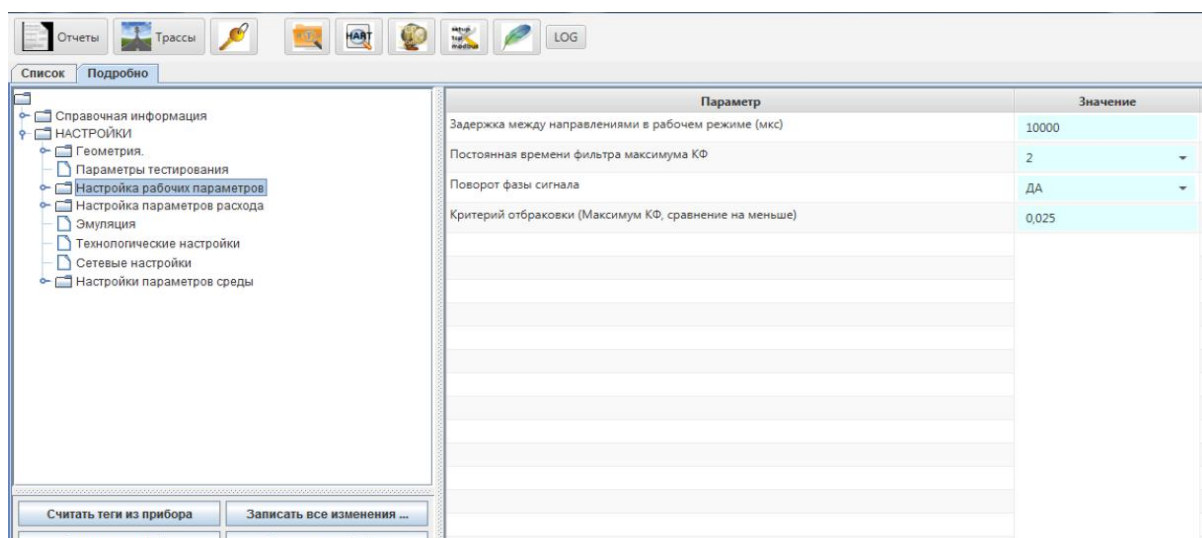 Отчеты
Трассы
HART
setup
tcp
modbus
LOG
Список
Подробно
Справочная информация
НАСТРОЙКИ
Геометрия.
Параметры тестирования
Настройка рабочих параметров
Настройка параметров расхода
Эмуляция
Технологические настройки
Сетевые настройки
Настройки параметров среды
Считать теги из прибора
Записать все изменения ...
Параметр Значение
Задержка между направлениями в рабочем режиме (мкс) 10000
Постоянная времени фильтра максимума КФ 2
Поворот фазы сигнала ДА
Критерий отбраковки (Максимум КФ, сравнение на меньше) 0,025